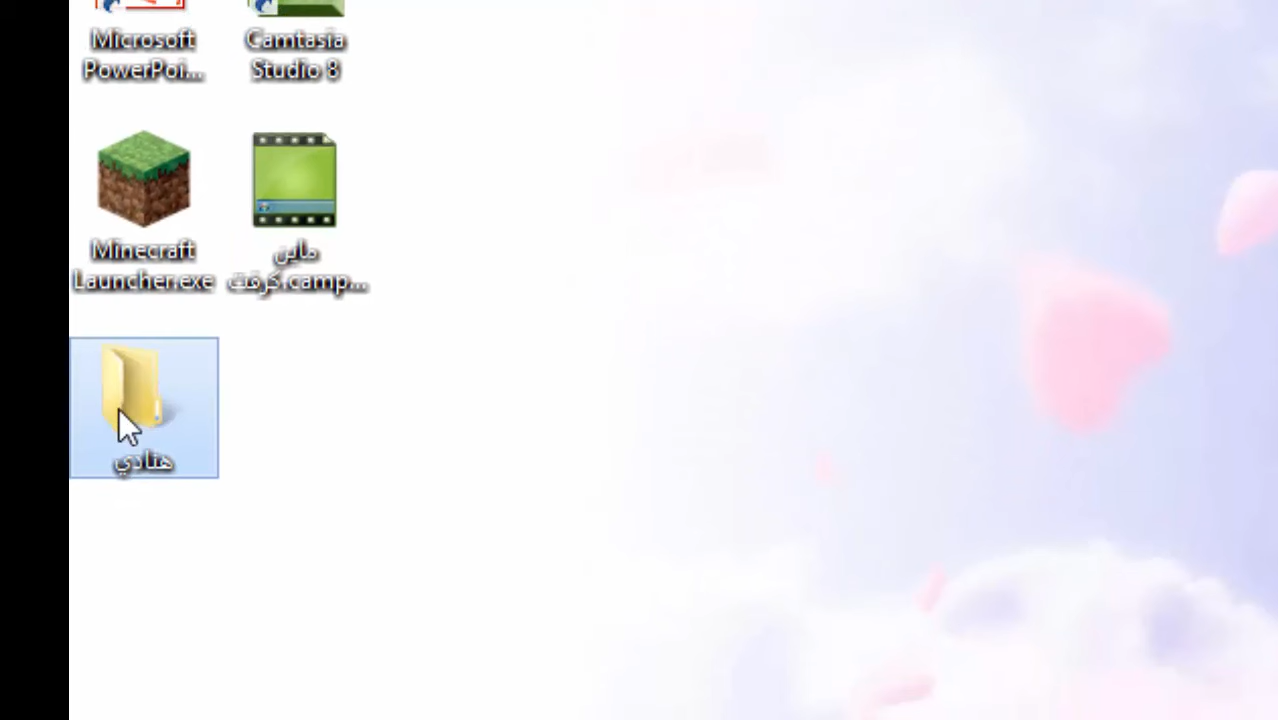 Microsoft
PowerPoi...
Camtasia
Studio 8
Minecraft
Launcher.exe
ماين
كرفت.camp...
هنادي